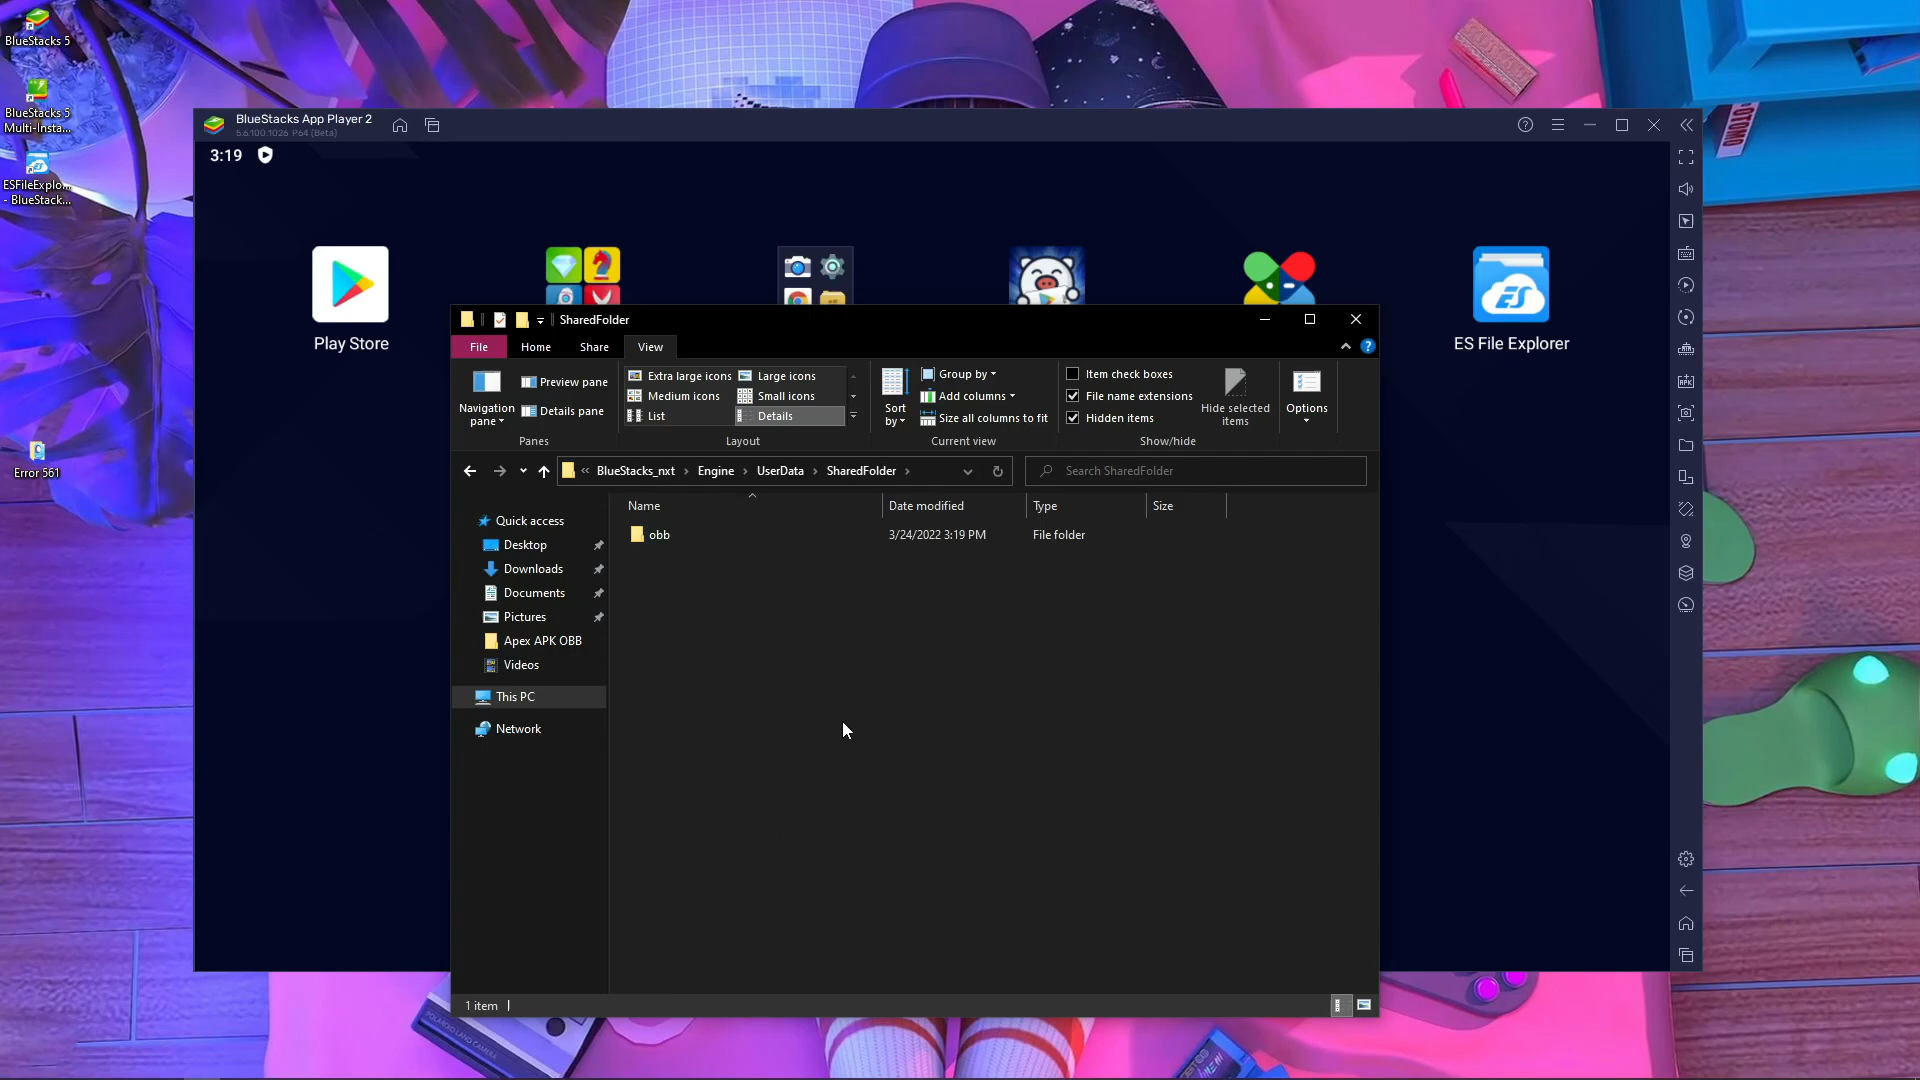 BlueStacks 5
BlueStacks 5
Multi-Insta...
ESFileExplo...
- BlueStack...
Error 561
BlueStacks App Player 2
5.6.100.1026 P64 (Beta)
3:19
Play Store
ES File Explorer
SharedFolder
File
Home
Share
View
Navigation
pane
Preview pane
Details pane
Panes
Extra large icons
Large icons
Medium icons
Small icons
List
Details
Layout
Sort
by
Group by
Add columns
Size all columns to fit
Current view
Item check boxes
File name extensions
Hidden items
Hide selected
items
Show/hide
Options
« BlueStacks_nxt › Engine › UserData › SharedFolder ›
Search SharedFolder
Name
Date modified
Type
Size
obb
3/24/2022 3:19 PM
File folder
Quick access
Desktop
Downloads
Documents
Pictures
Apex APK OBB
Videos
This PC
Network
1 item
OTOMO
POLAROID LAND CAMERA